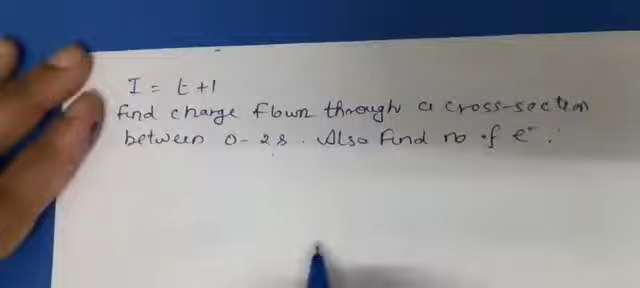 I = t+1
find charge flown through a cross-section
between 0-2s. Also find no of e⁻.